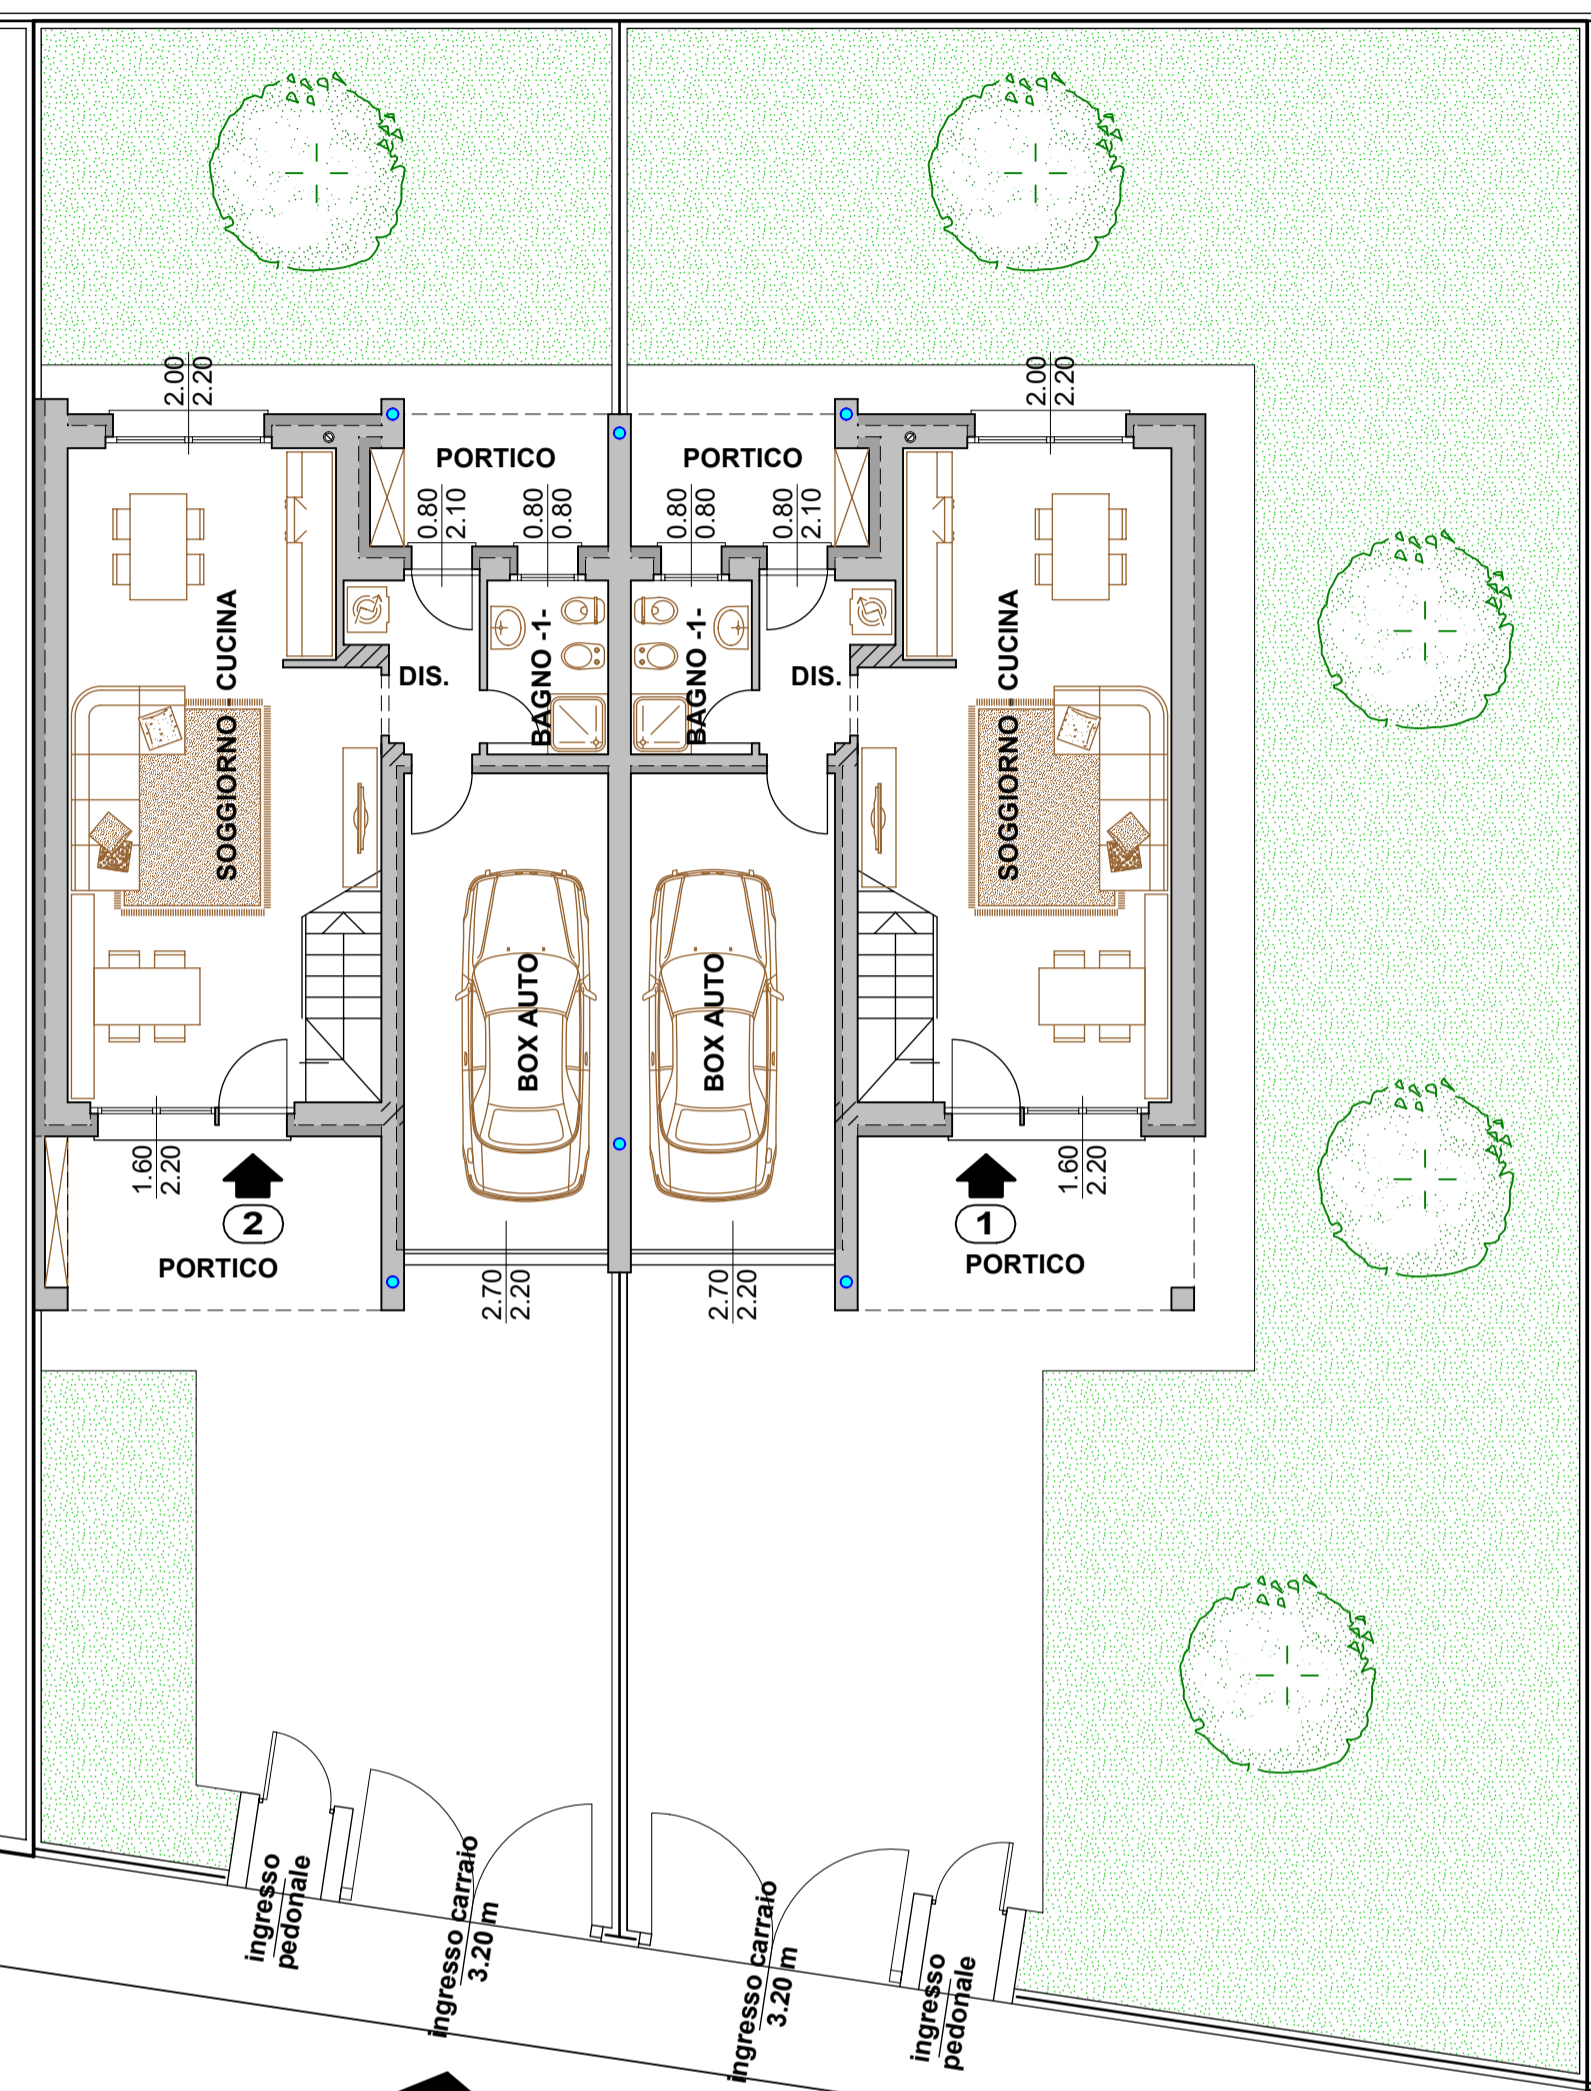 2.00
2.20
2.00
2.20
PORTICO
PORTICO
0.80
2.10
0.80
0.80
0.80
0.80
0.80
2.10
SOGGIORNO - CUCINA
DIS.
BAGNO -1-
BAGNO -1-
DIS.
SOGGIORNO - CUCINA
BOX AUTO
BOX AUTO
1.60
2.20
2
PORTICO
1.60
2.20
1
PORTICO
2.70
2.20
2.70
2.20
ingresso
pedonale
ingresso carraio
3.20 m
ingresso carraio
3.20 m
ingresso
pedonale